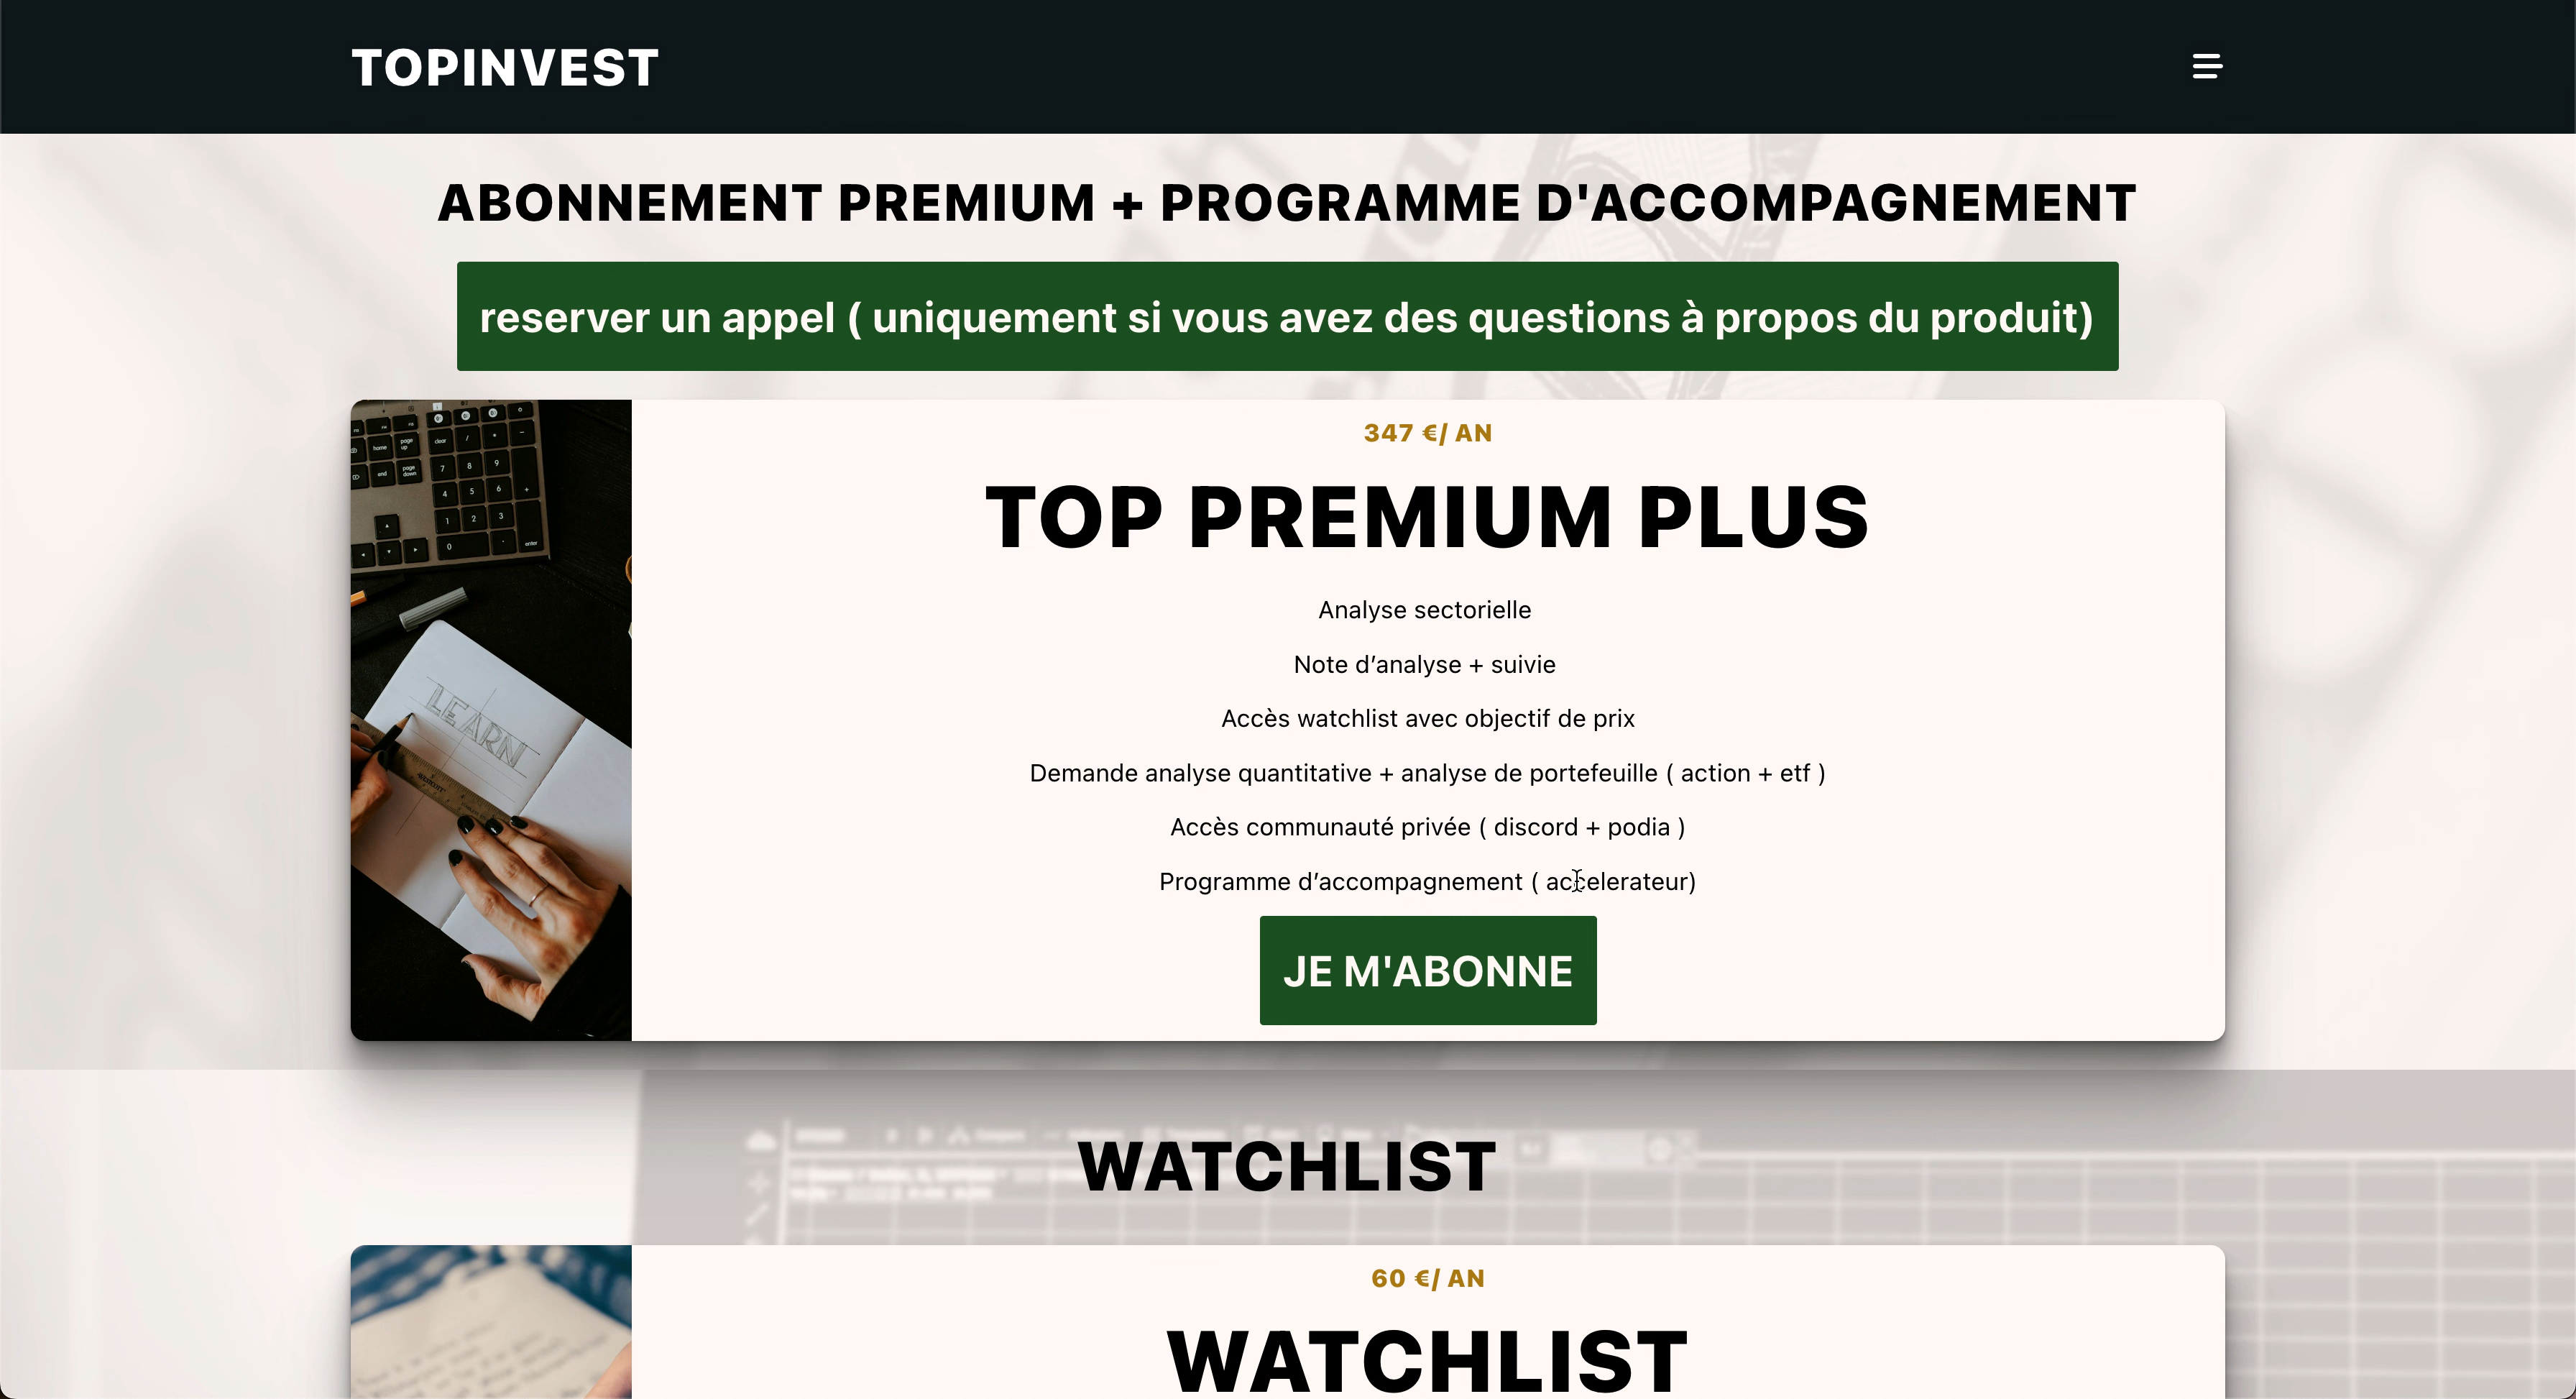 TOPINVEST
ABONNEMENT PREMIUM + PROGRAMME D'ACCOMPAGNEMENT
reserver un appel ( uniquement si vous avez des questions à propos du produit)
347 €/ AN
TOP PREMIUM PLUS
Analyse sectorielle
Note d’analyse + suivie
Accès watchlist avec objectif de prix
Demande analyse quantitative + analyse de portefeuille ( action + etf )
Accès communauté privée ( discord + podia )
Programme d’accompagnement ( accelerateur)
JE M'ABONNE
LEARN
WATCHLIST
60 €/ AN
WATCHLIST